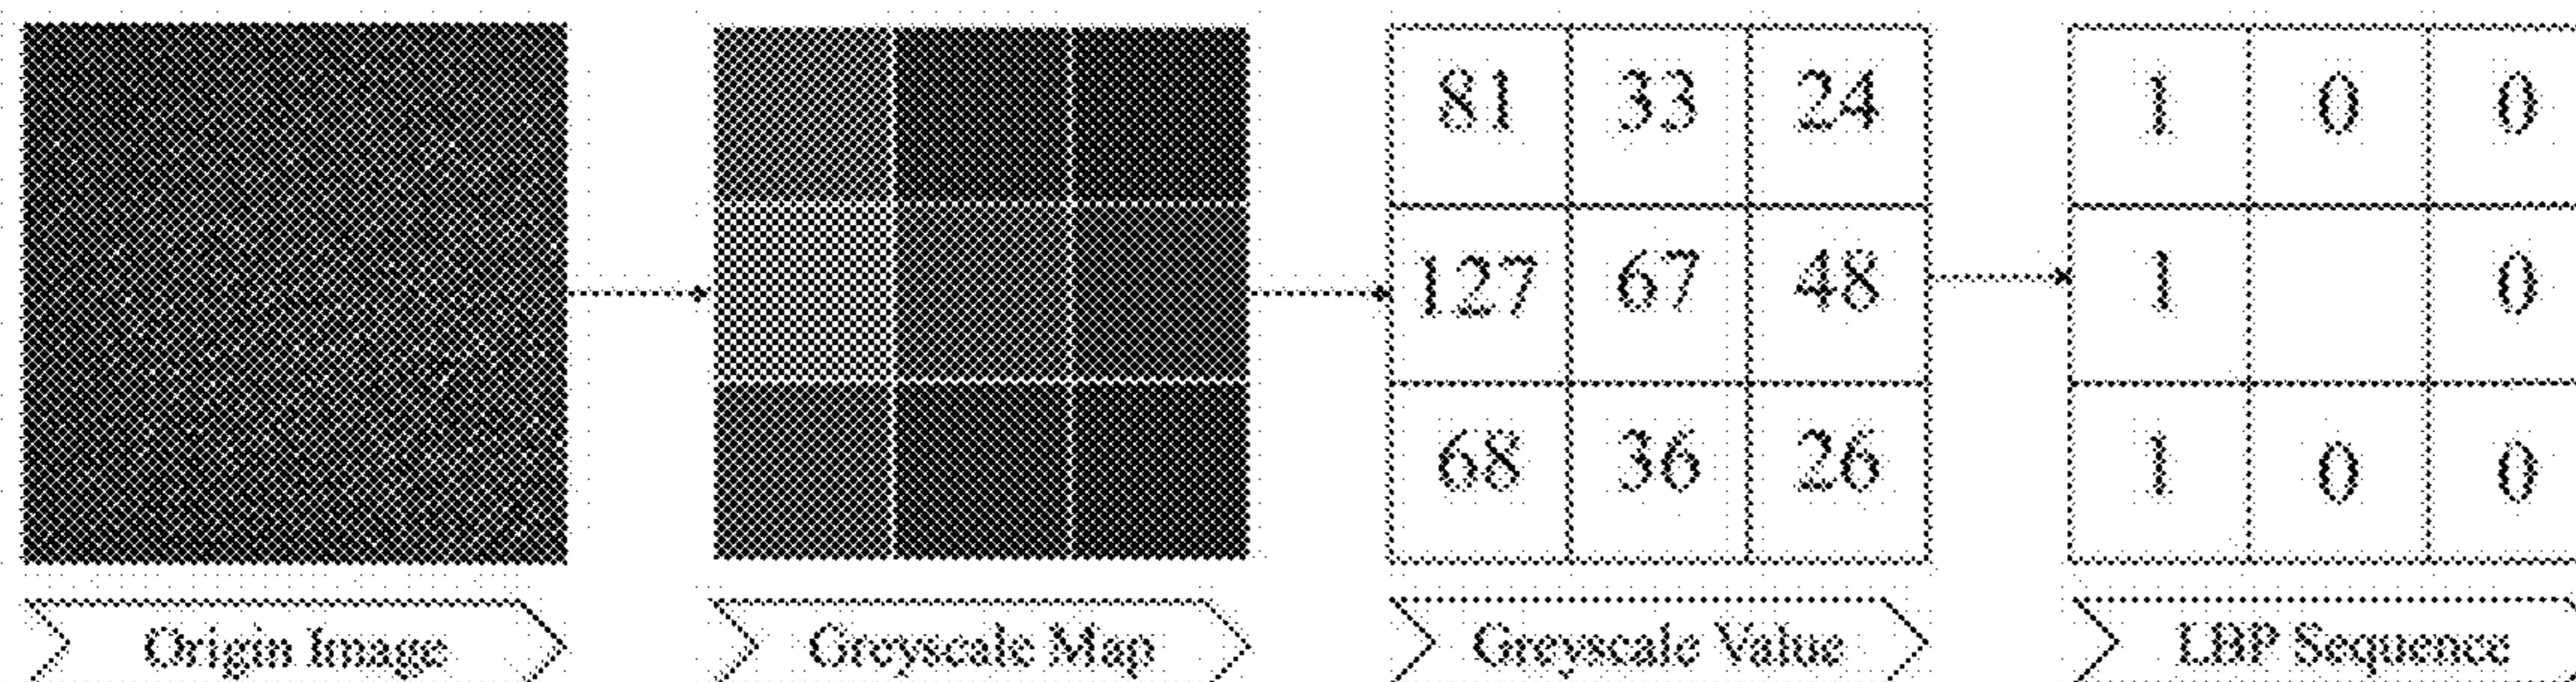 81 33 24 1 0 0
127 67 48 1 0
68 36 26 1 0 0
Origin Image Greyscale Map Greyscale Value LBP Sequence